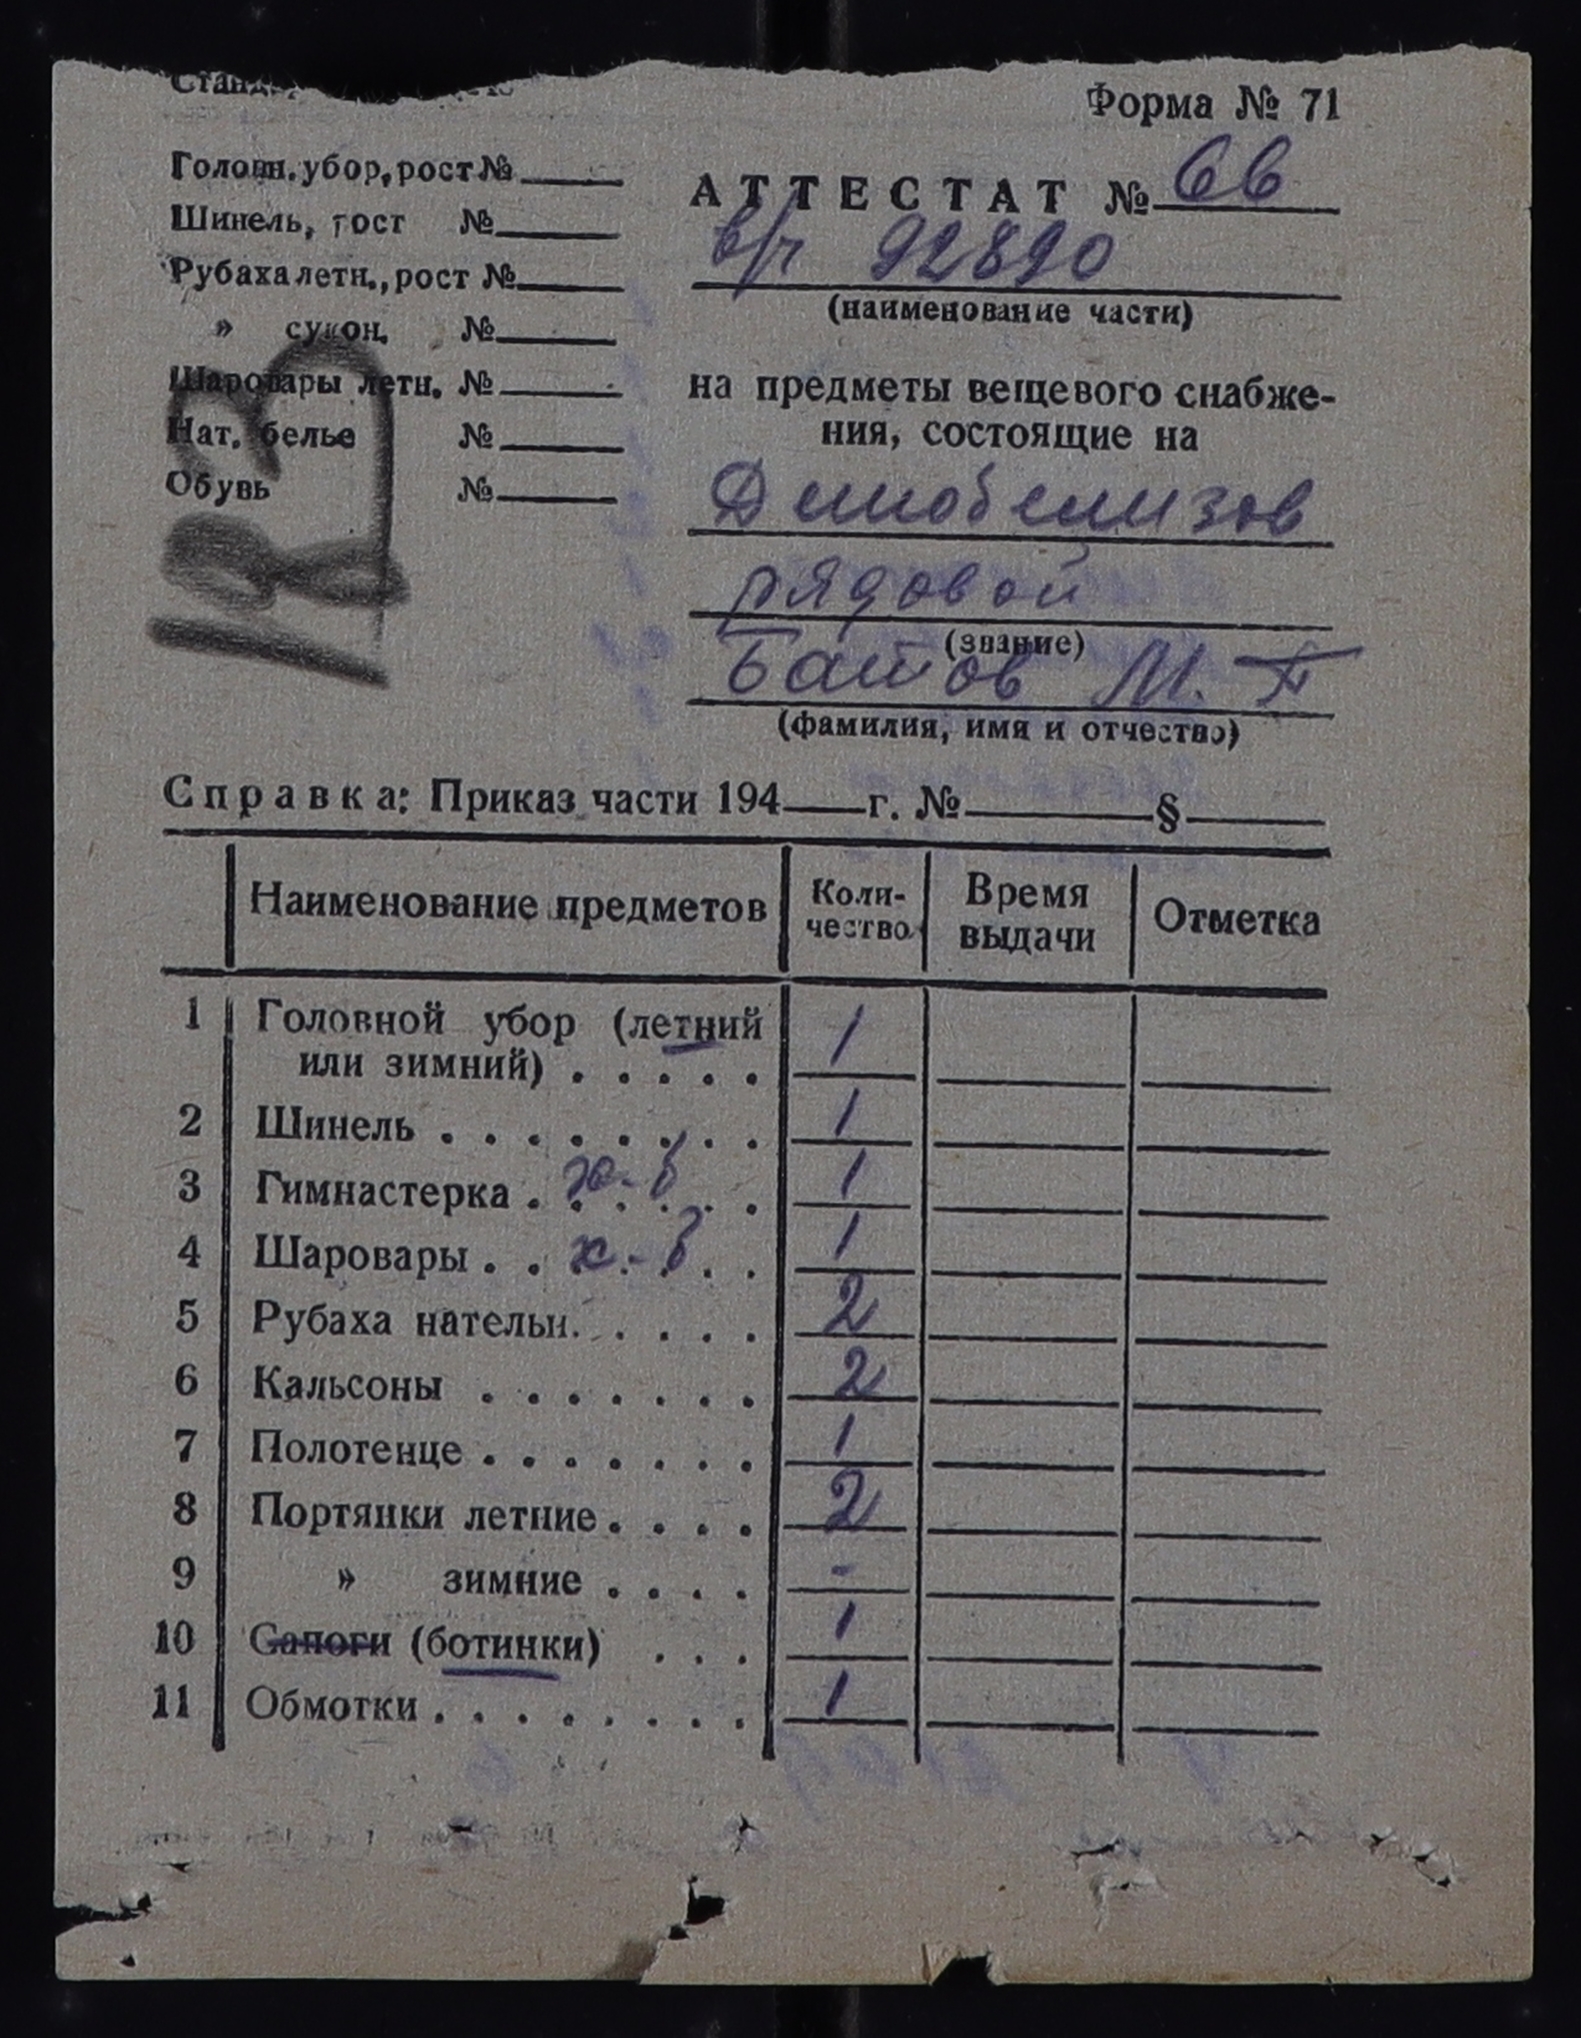 Форма № 71
Головн. убор, рост №
Шинель, рост №
Рубаха летн., рост №
» сукон. №
Шаровары летн. №
Нат. белье №
Обувь №
АТТЕСТАТ № 66
в/ч 92890
(наименование части)
на предметы вещевого снабже-
ния, состоящие на
Демобелизов
рядовой
(звание)
Батов М. П
(фамилия, имя и отчество)
Справка: Приказ части 194 г. № §
Наименование предметов Коли-чество Время выдачи Отметка
1 Головной убор (летний
или зимний) . . . . . 1
2 Шинель . . . . . . . . 1
3 Гимнастерка . х-б . . . 1
4 Шаровары . . х-б . . 1
5 Рубаха нательн. . . . . 2
6 Кальсоны . . . . . . . 2
7 Полотенце . . . . . . . 1
8 Портянки летние . . . . 2
9 » зимние . . . . -
10 Сапоги (ботинки) . . . 1
11 Обмотки . . . . . . . . 1